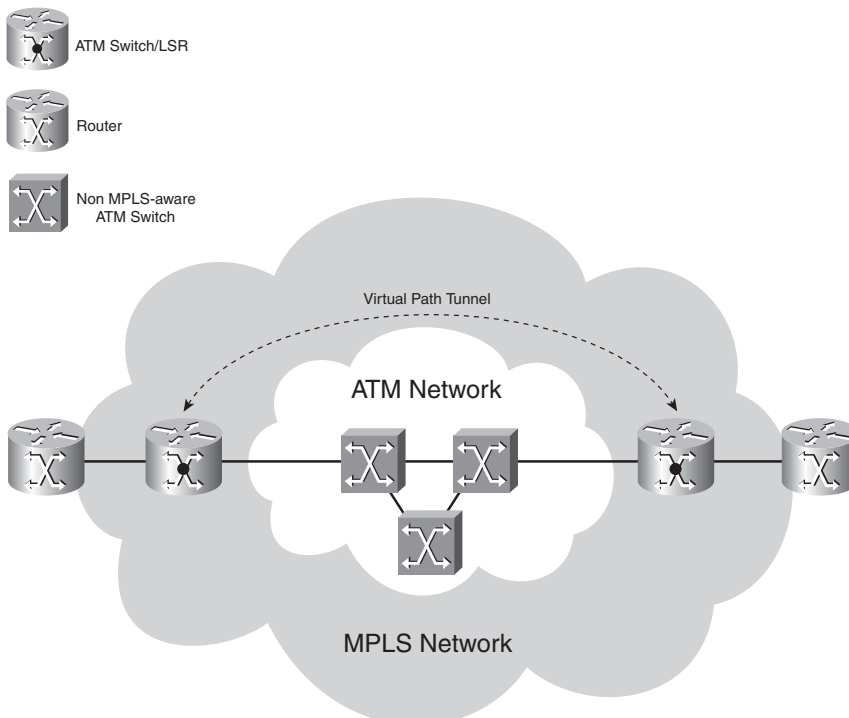 ATM Switch/LSR
Router
Non MPLS-aware
ATM Switch
Virtual Path Tunnel
ATM Network
MPLS Network